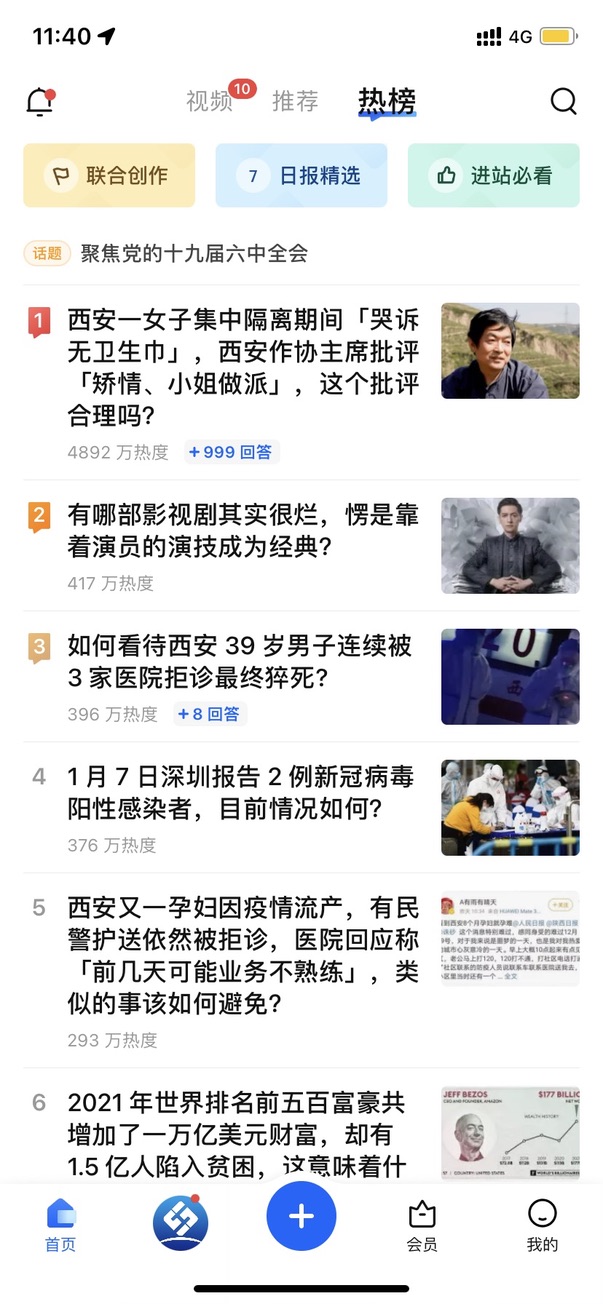 11:40
4G
视频
10
推荐
热榜
联合创作
7
日报精选
进站必看
话题
聚焦党的十九届六中全会
1
西安一女子集中隔离期间「哭诉
无卫生巾」，西安作协主席批评
「矫情、小姐做派」，这个批评
合理吗?
4892 万热度
+999 回答
2
有哪部影视剧其实很烂，愣是靠
着演员的演技成为经典?
417 万热度
3
如何看待西安 39 岁男子连续被
3 家医院拒诊最终猝死?
396 万热度
+8 回答
20
西
4
1 月 7 日深圳报告 2 例新冠病毒
阳性感染者，目前情况如何?
376 万热度
5
西安又一孕妇因疫情流产，有民
警护送依然被拒诊，医院回应称
「前几天可能业务不熟练」，类
似的事该如何避免?
293 万热度
A有雨有晴天
6
2021 年世界排名前五百富豪共
增加了一万亿美元财富，却有
1.5 亿人陷入贫困，这意味着什
JEFF BEZOS
$177 BILLIO
CEO AND FOUNDER, AMAZON
WEALTH HISTORY
首页
会员
我的